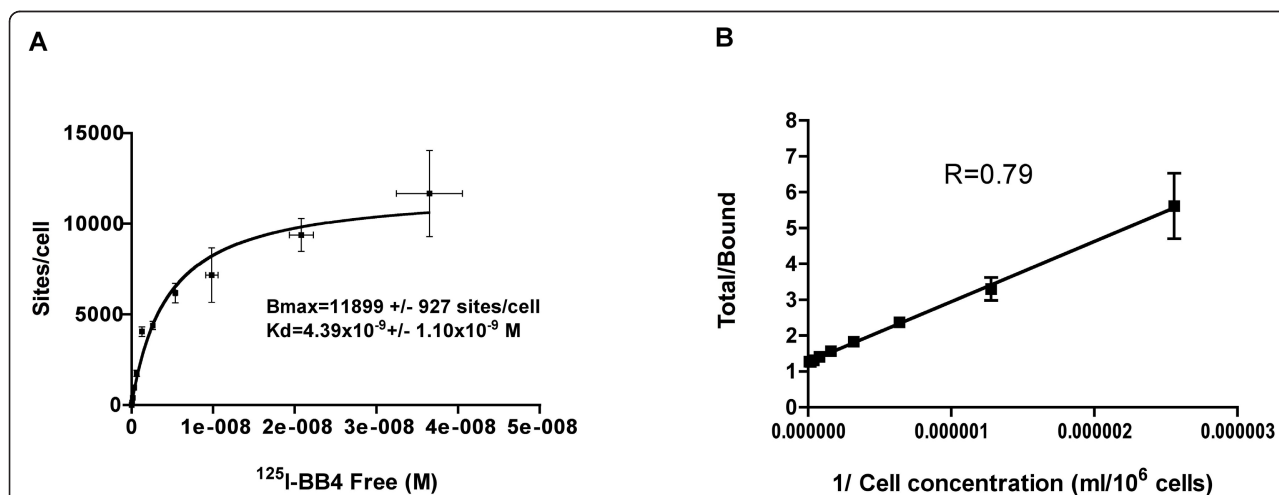 A
15000
10000
5000
0
Sites/cell
Bmax=11899 +/- 927 sites/cell
Kd=4.39x10⁻⁹+/- 1.10x10⁻⁹ M
0 1e-008 2e-008 3e-008 4e-008 5e-008
¹²⁵I-BB4 Free (M)
B
8
7
6
5
4
3
2
1
0
Total/Bound
R=0.79
0.000000 0.000001 0.000002 0.000003
1/ Cell concentration (ml/10⁶ cells)